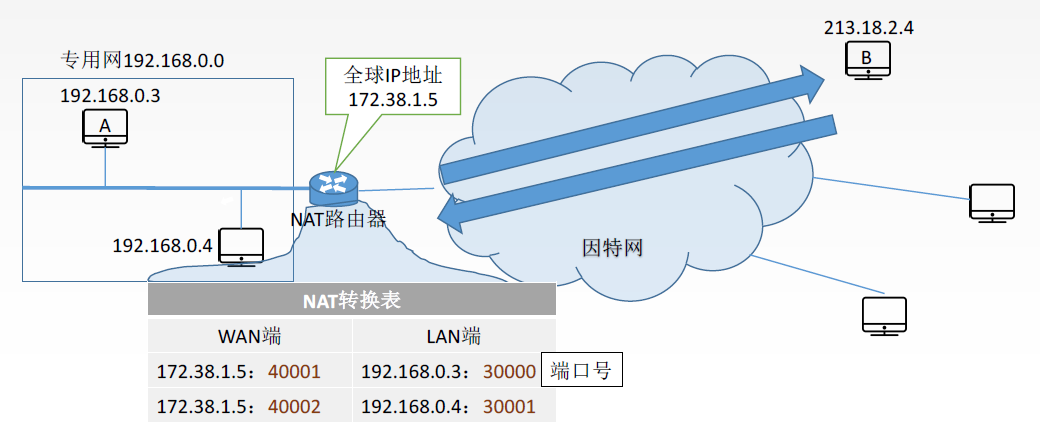 213.18.2.4
B
专用网192.168.0.0
192.168.0.3
A
全球IP地址
172.38.1.5
NAT路由器
192.168.0.4
因特网
NAT转换表
WAN端 LAN端
172.38.1.5：40001 192.168.0.3：30000 端口号
172.38.1.5：40002 192.168.0.4：30001